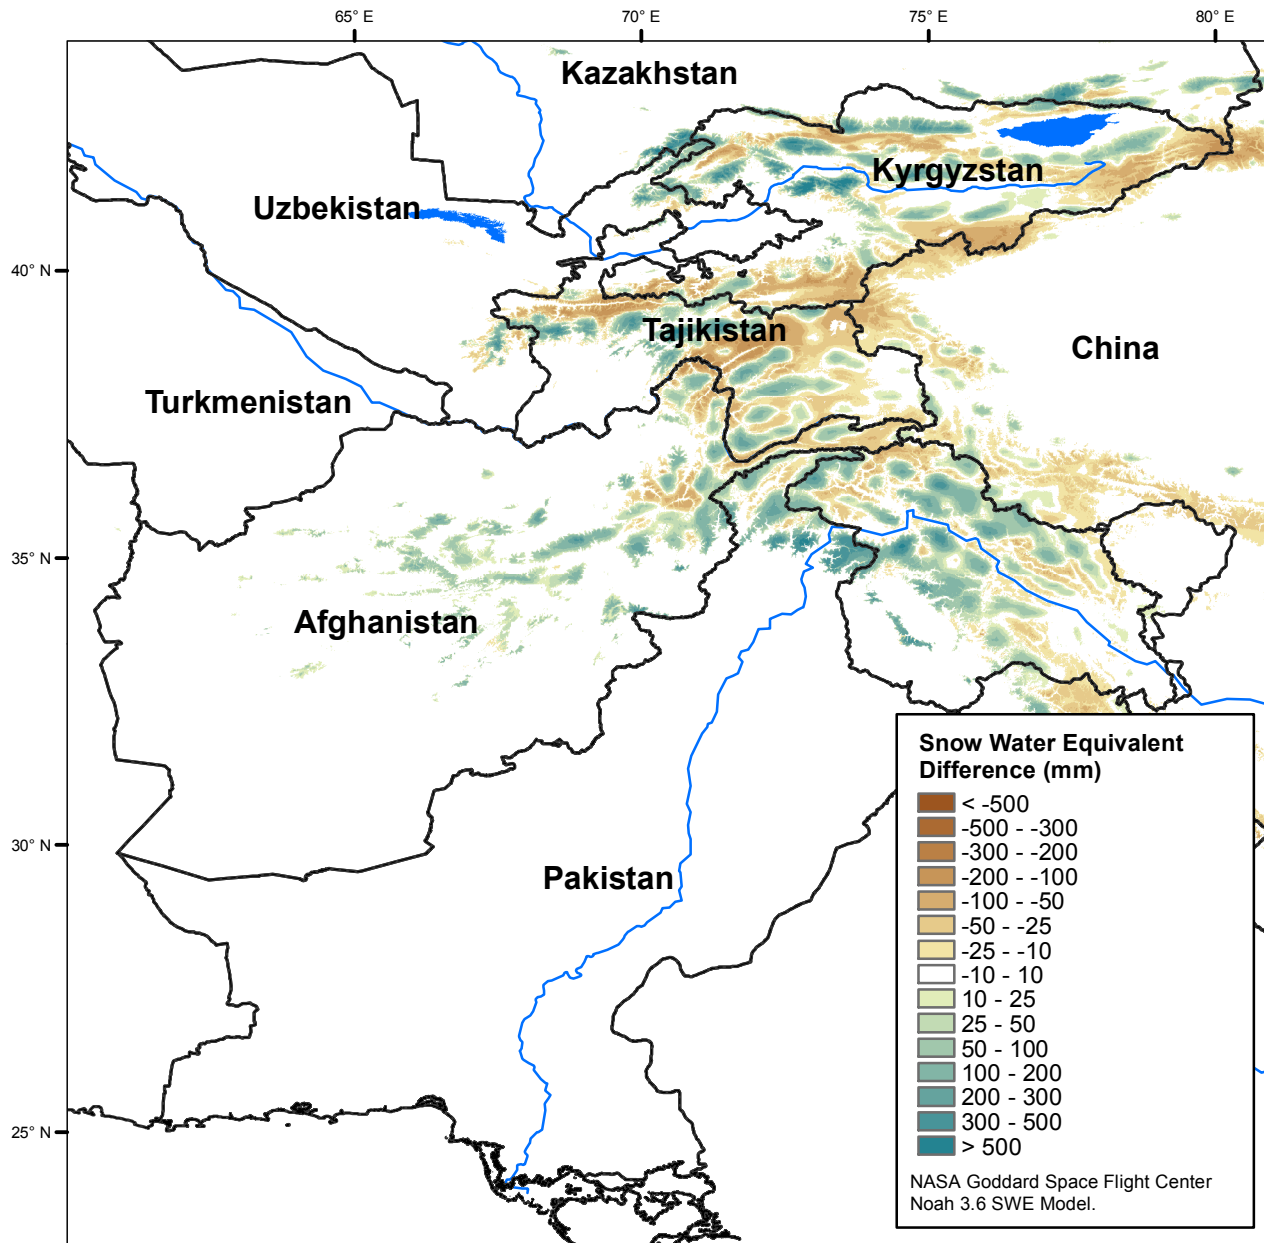 65° E
70° E
75° E
80° E
Kazakhstan
Kyrgyzstan
Uzbekistan
40° N
Tajikistan
China
Turkmenistan
35° N
Afghanistan
30° N
Pakistan
25° N
Snow Water Equivalent
Difference (mm)
< -500
-500 - -300
-300 - -200
-200 - -100
-100 - -50
-50 - -25
-25 - -10
-10 - 10
10 - 25
25 - 50
50 - 100
100 - 200
200 - 300
300 - 500
> 500
NASA Goddard Space Flight Center
Noah 3.6 SWE Model.